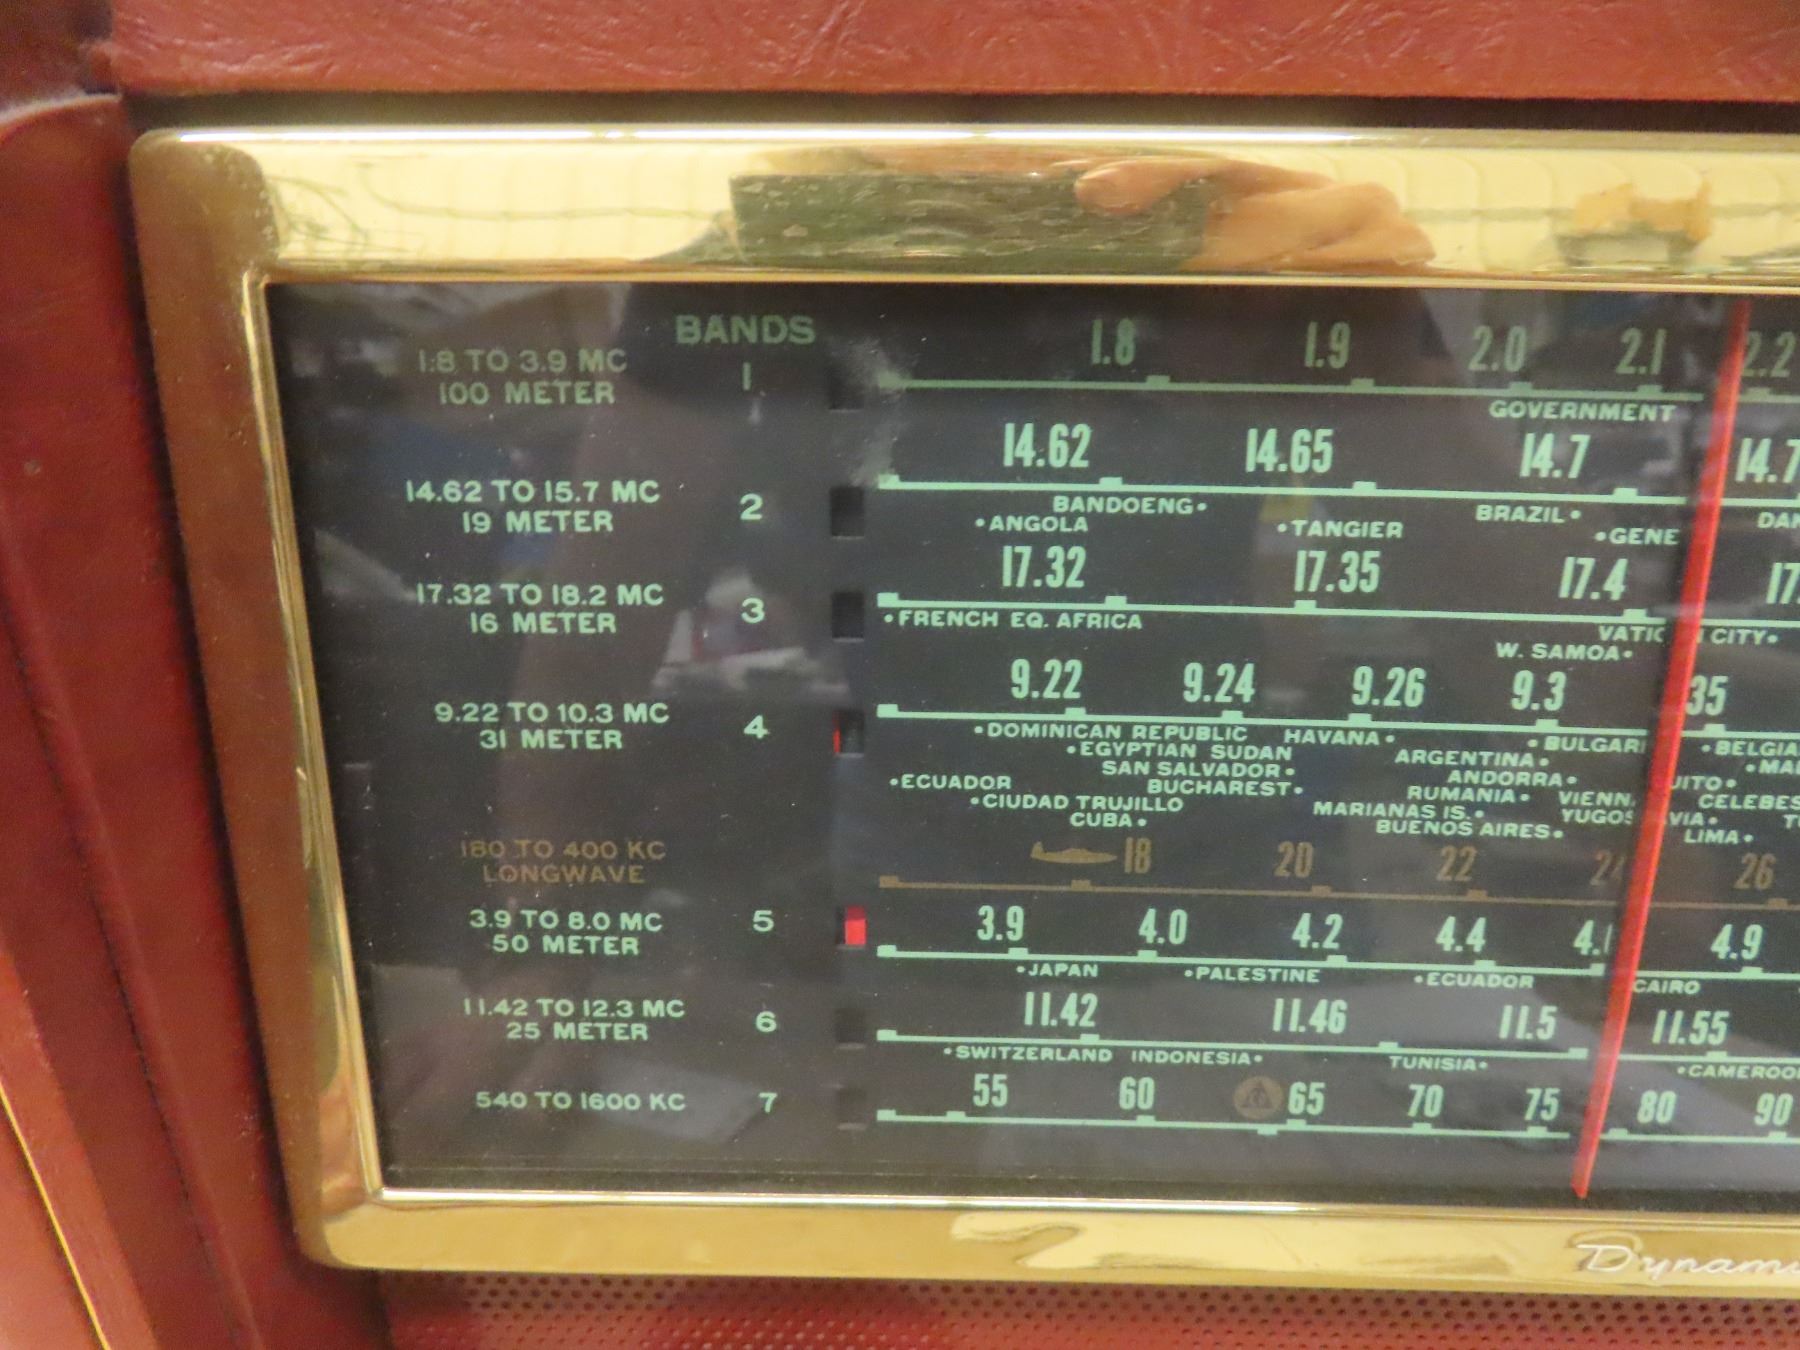 BANDS
1.8 TO 3.9 MC
100 METER
1
1.8 1.9 2.0 2.1 2.2
GOVERNMENT
14.62 14.65 14.7
14.62 TO 15.7 MC
19 METER
2
BANDOENG• BRAZIL•
•ANGOLA •TANGIER
17.32 17.35 17.4
17.32 TO 18.2 MC
16 METER
3
•FRENCH EQ. AFRICA CITY•
W. SAMOA•
9.22 9.24 9.26 9.3
9.22 TO 10.3 MC
31 METER
4
•DOMINICAN REPUBLIC HAVANA•
•EGYPTIAN SUDAN ARGENTINA•
SAN SALVADOR• ANDORRA•
•ECUADOR BUCHAREST• RUMANIA• CELEBES
•CIUDAD TRUJILLO MARIANAS IS.•
CUBA• BUENOS AIRES• LIMA•
180 TO 400 KC
LONGWAVE
18 20 22 26
3.9 TO 8.0 MC
50 METER
5
3.9 4.0 4.2 4.4 4.9
•JAPAN •PALESTINE •ECUADOR CAIRO
11.42 TO 12.3 MC
25 METER
6
11.42 11.46 11.5 11.55
•SWITZERLAND INDONESIA• TUNISIA•
540 TO 1600 KC
7
55 60 65 70 75 80 90